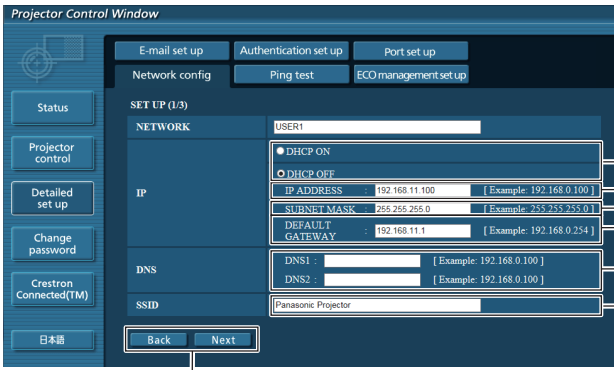 Projector Control Window
E-mail set up Authentication set up Port set up
Network config Ping test ECO management set up
Status
Projector control
Detailed set up
Change password
Crestron Connected(TM)
日本語
SET UP (1/3)
NETWORK USER1
IP
DHCP ON
DHCP OFF
IP ADDRESS : 192.168.11.100 [ Example: 192.168.0.100 ]
SUBNET MASK : 255.255.255.0 [ Example: 255.255.255.0 ]
DEFAULT GATEWAY : 192.168.11.1 [ Example: 192.168.0.254 ]
DNS
DNS1 : [ Example: 192.168.0.100 ]
DNS2 : [ Example: 192.168.0.100 ]
SSID Panasonic Projector
Back Next